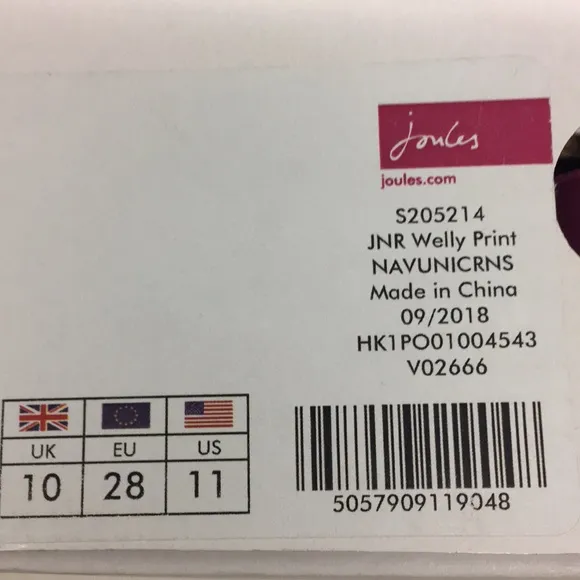 joules
joules.com
S205214
JNR Welly Print
NAVUNICRNS
Made in China
09/2018
HK1PO01004543
V02666
UK EU US
10 28 11
5057909119048